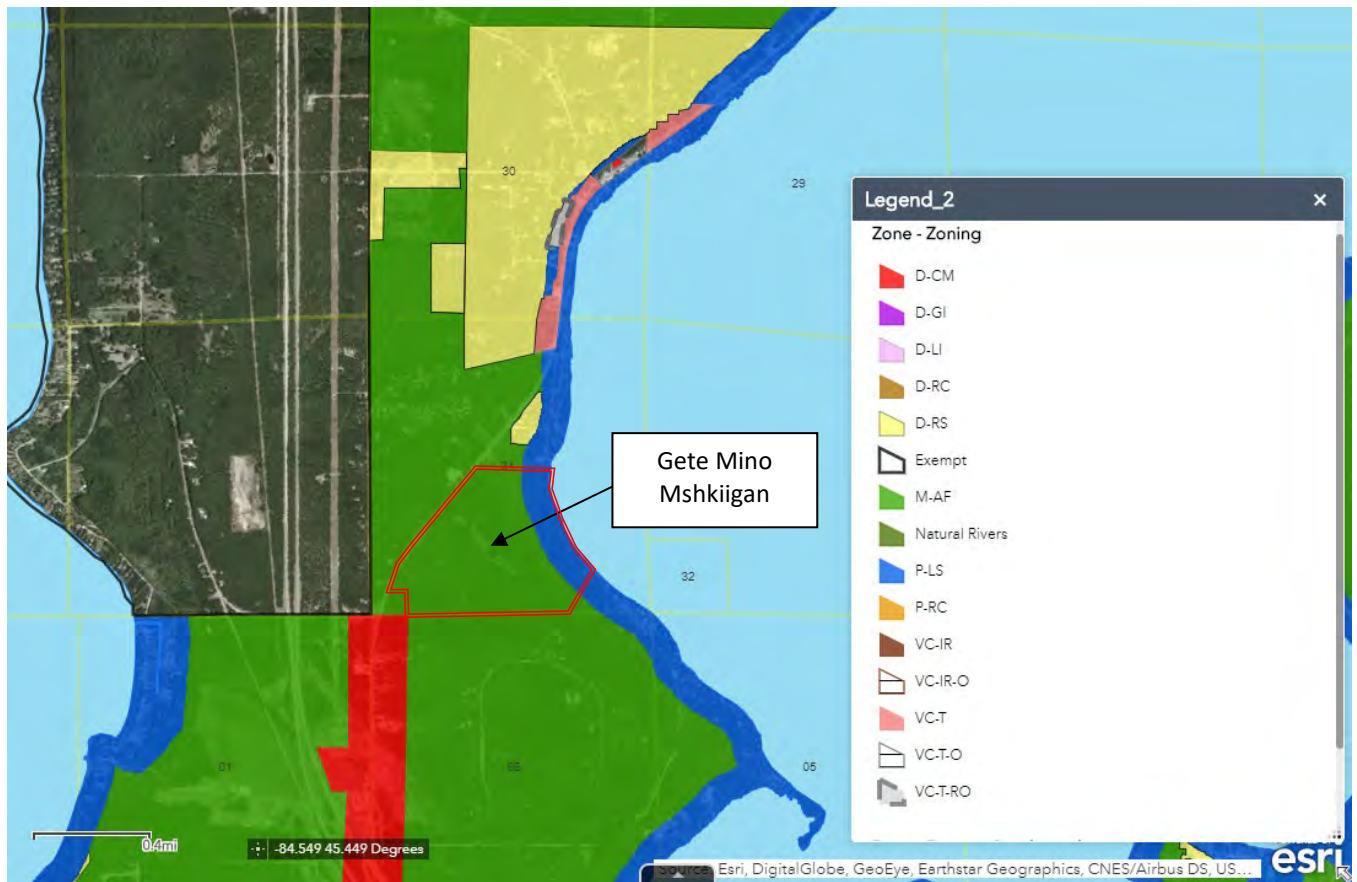 30
29
31
Gete Mino
Mshkiigan
32
01
06
05
0.4mi
-84.549 45.449 Degrees
Legend_2
×
Zone - Zoning
D-CM
D-GI
D-LI
D-RC
D-RS
Exempt
M-AF
Natural Rivers
P-LS
P-RC
VC-IR
VC-IR-O
VC-T
VC-T-O
VC-T-RO
esri
Source: Esri, DigitalGlobe, GeoEye, Earthstar Geographics, CNES/Airbus DS, US...